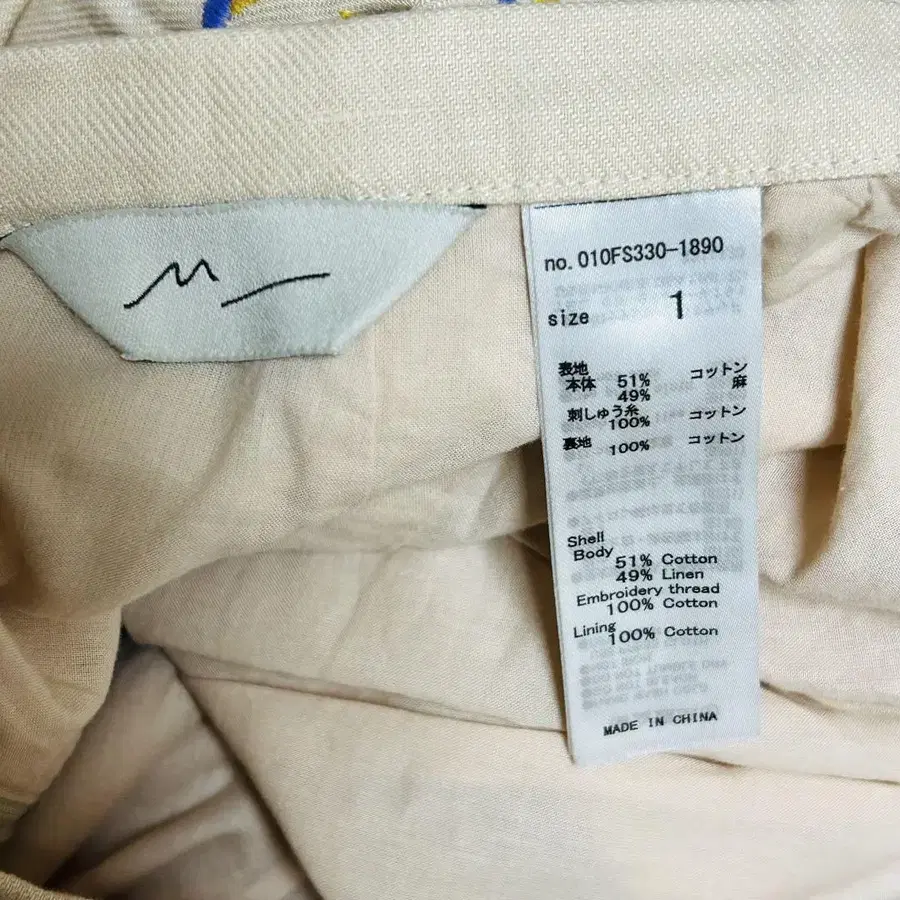 M_
no.010FS330-1890
size 1
表地
本体 51% コットン
49% 麻
刺しゅう糸
100% コットン
裏地 100% コットン
Shell
Body
51% Cotton
49% Linen
Embroidery thread
100% Cotton
Lining
100% Cotton
MADE IN CHINA